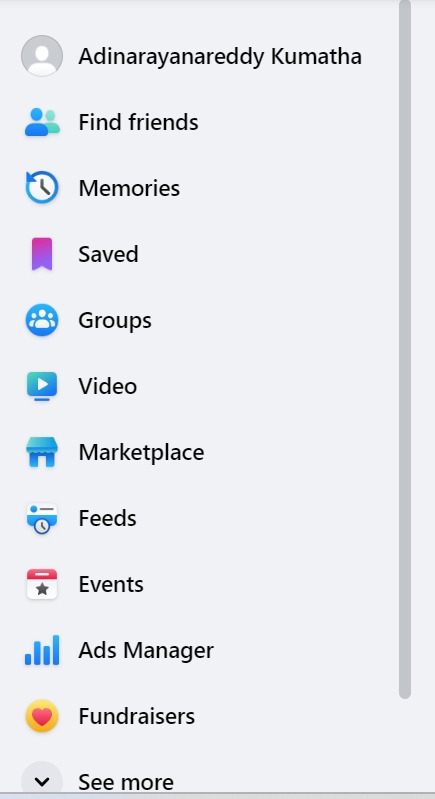 Adinarayanareddy Kumatha
Find friends
Memories
Saved
Groups
Video
Marketplace
Feeds
Events
Ads Manager
Fundraisers
See more